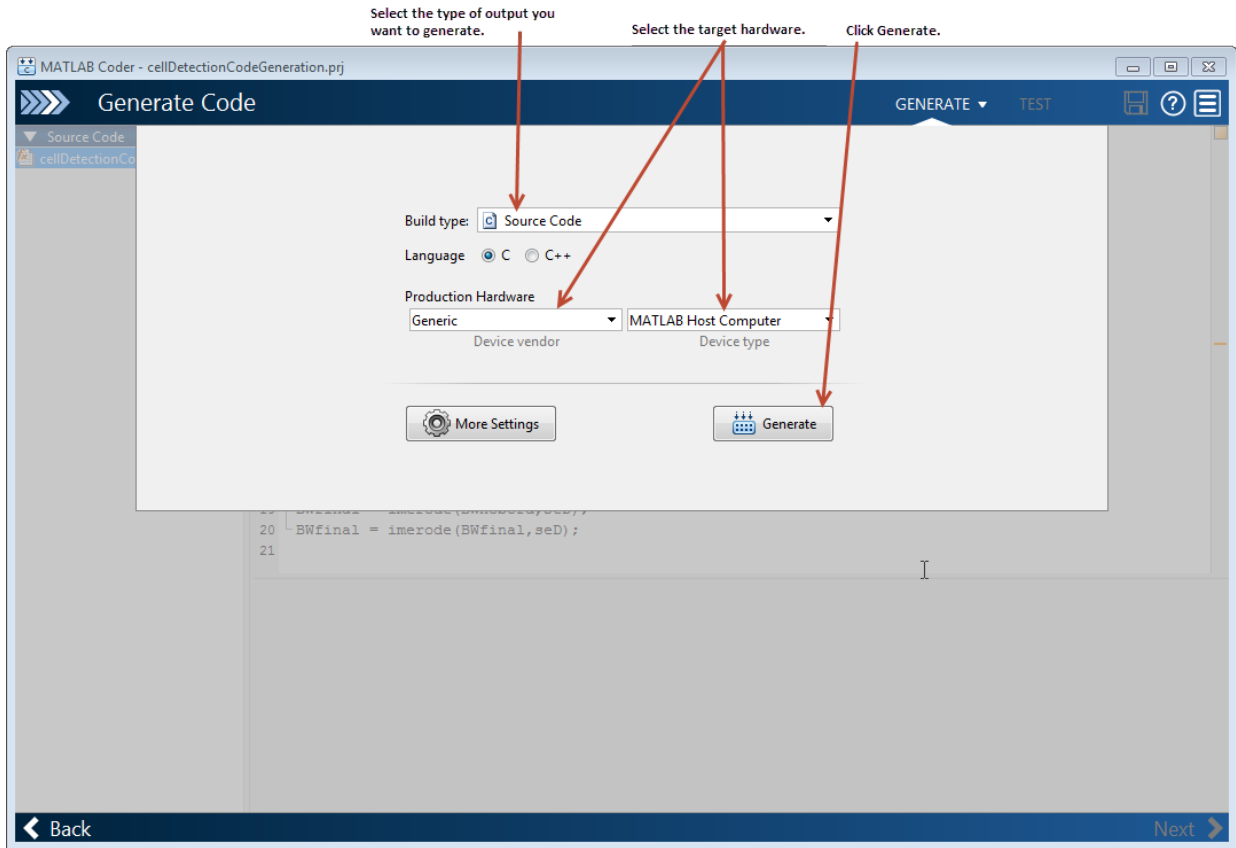 Select the type of output you
want to generate.
Select the target hardware.
Click Generate.
MATLAB Coder - cellDetectionCodeGeneration.prj
Generate Code
GENERATE
TEST
Source Code
cellDetectionCo
Build type: Source Code
Language C C++
Production Hardware
Generic MATLAB Host Computer
Device vendor Device type
More Settings Generate
20 BWfinal = imerode(BWfinal,seD);
21
Back
Next